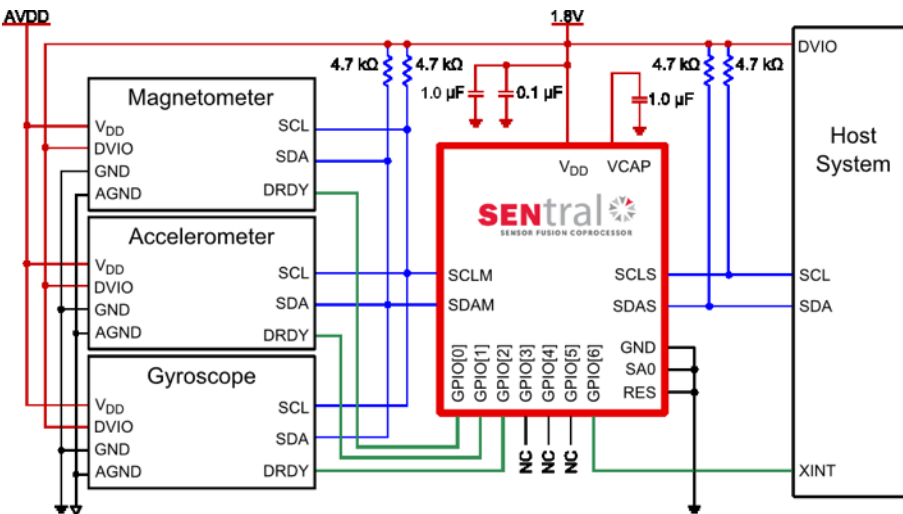 AVDD
1.8V
4.7 kΩ 4.7 kΩ
1.0 µF 0.1 µF
1.0 µF
4.7 kΩ 4.7 kΩ
DVIO
Host
System
SCL
SDA
XINT
Magnetometer
VDD
DVIO
GND
AGND
SCL
SDA
DRDY
Accelerometer
VDD
DVIO
GND
AGND
SCL
SDA
DRDY
Gyroscope
VDD
DVIO
GND
AGND
SCL
SDA
DRDY
VDD VCAP
SENtral
SENSOR FUSION COPROCESSOR
SCLM
SDAM
SCLS
SDAS
GND
SA0
RES
GPIO[0]
GPIO[1]
GPIO[2]
GPIO[3]
GPIO[4]
GPIO[5]
GPIO[6]
NC
NC
NC